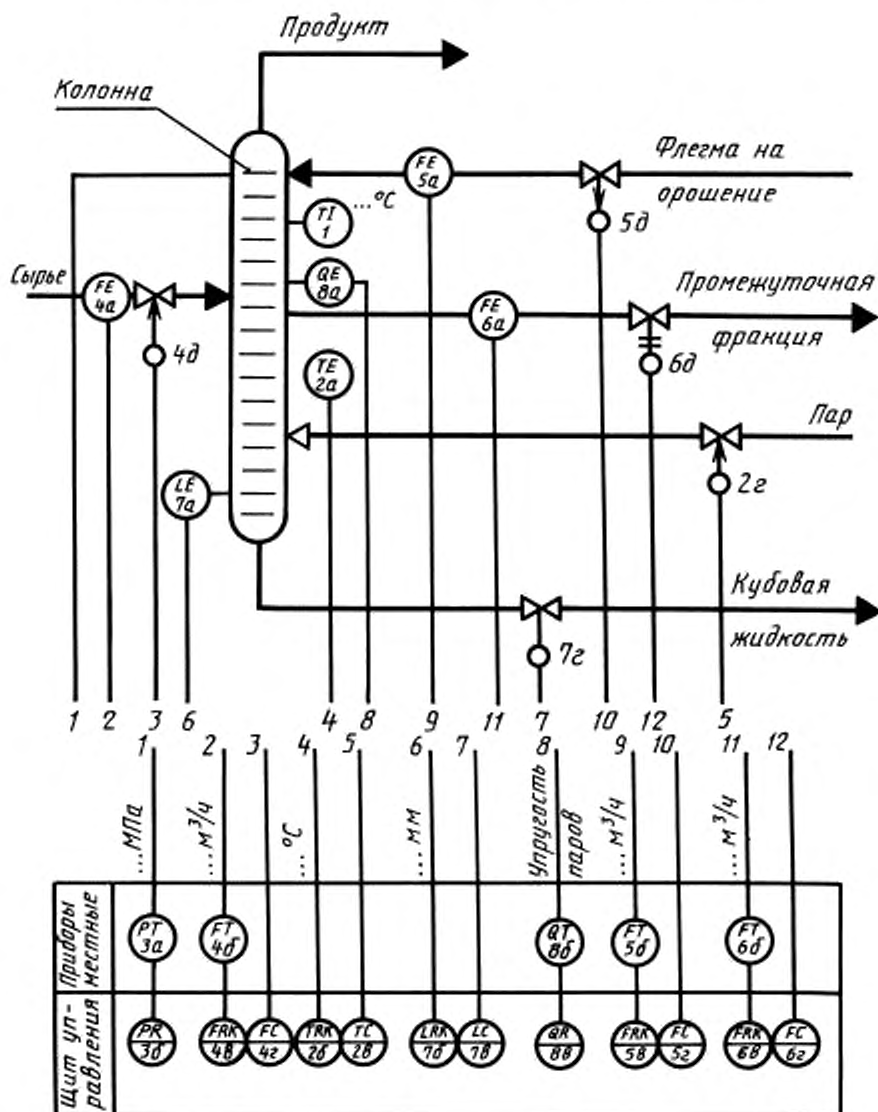 Продукт
Колонна
FE
5а
Флегма на
орошение
TI
1
...°С
5д
Сырье
FE
4а
QE
8а
FE
6а
Промежуточная
фракция
4д
TE
2а
6д
Пар
LE
7а
2г
Кубовая
жидкость
7г
1 2 3 6 4 8 9 11 7 10 12 5
1 2 3 4 5 6 7 8 9 10 11 12
...МПа
...м³/ч
...°С
...мм
Упругость
паров
...м³/ч
...м³/ч
Приборы
местные
PT
3а
FT
4б
QT
8б
FT
5б
FT
6б
Щит уп-
равления
PR
3б
FRK
4в
FC
4г
TRK
2б
TC
2в
LRK
7б
LC
7в
QR
8в
FRK
5в
FC
5г
FRK
6в
FC
6г